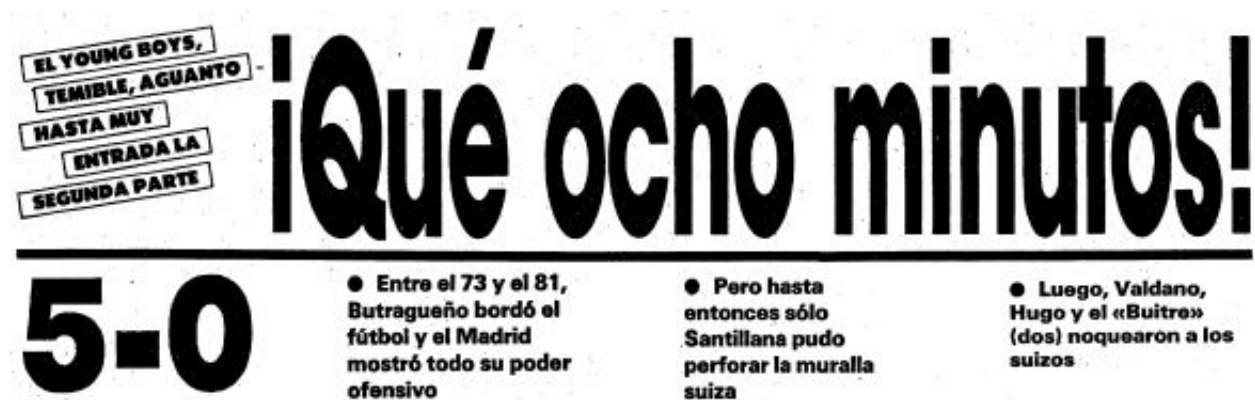 EL YOUNG BOYS,
TEMIBLE, AGUANTO
HASTA MUY
ENTRADA LA
SEGUNDA PARTE
¡Qué ocho minutos!
5-0
● Entre el 73 y el 81,
Butragueño bordó el
fútbol y el Madrid
mostró todo su poder
ofensivo
● Pero hasta
entonces sólo
Santillana pudo
perforar la muralla
suiza
● Luego, Valdano,
Hugo y el «Buitre»
(dos) noquearon a los
suizos